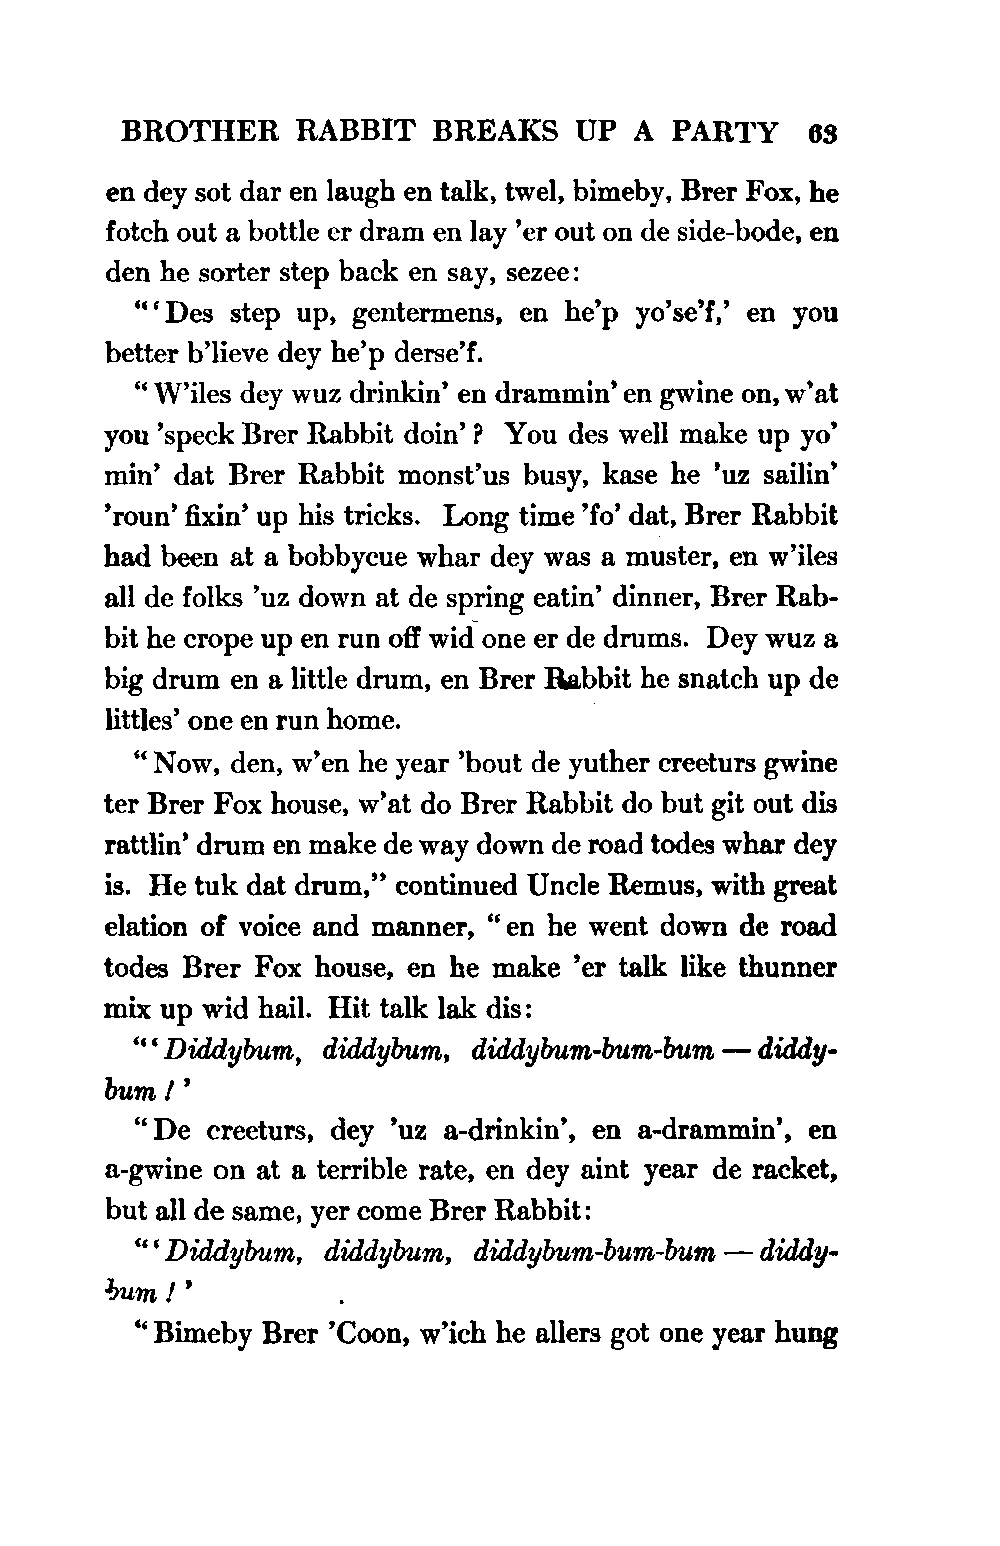 BROTHER RABBIT BREAKS UP A PARTY 63
en dey sot dar en laugh en talk, twel, bimeby, Brer Fox, he
fotch out a bottle er dram en lay 'er out on de side-bode, en
den he sorter step back en say, sezee:
"'Des step up, gentermens, en he'p yo'se'f,' en you
better b'lieve dey he'p derse'f.
"W'iles dey wuz drinkin' en drammin' en gwine on, w'at
you 'speck Brer Rabbit doin'? You des well make up yo'
min' dat Brer Rabbit monst'us busy, kase he 'uz sailin'
'roun' fixin' up his tricks. Long time 'fo' dat, Brer Rabbit
had been at a bobbycue whar dey was a muster, en w'iles
all de folks 'uz down at de spring eatin' dinner, Brer Rab-
bit he crope up en run off wid one er de drums. Dey wuz a
big drum en a little drum, en Brer Rabbit he snatch up de
littles' one en run home.
"Now, den, w'en he year 'bout de yuther creeturs gwine
ter Brer Fox house, w'at do Brer Rabbit do but git out dis
rattlin' drum en make de way down de road todes whar dey
is. He tuk dat drum," continued Uncle Remus, with great
elation of voice and manner, "en he went down de road
todes Brer Fox house, en he make 'er talk like thunner
mix up wid hail. Hit talk lak dis:
"'Diddybum, diddybum, diddybum-bum-bum — diddy-
bum!'
"De creeturs, dey 'uz a-drinkin', en a-drammin', en
a-gwine on at a terrible rate, en dey aint year de racket,
but all de same, yer come Brer Rabbit:
"'Diddybum, diddybum, diddybum-bum-bum — diddy-
bum!'
"Bimeby Brer 'Coon, w'ich he allers got one year hung